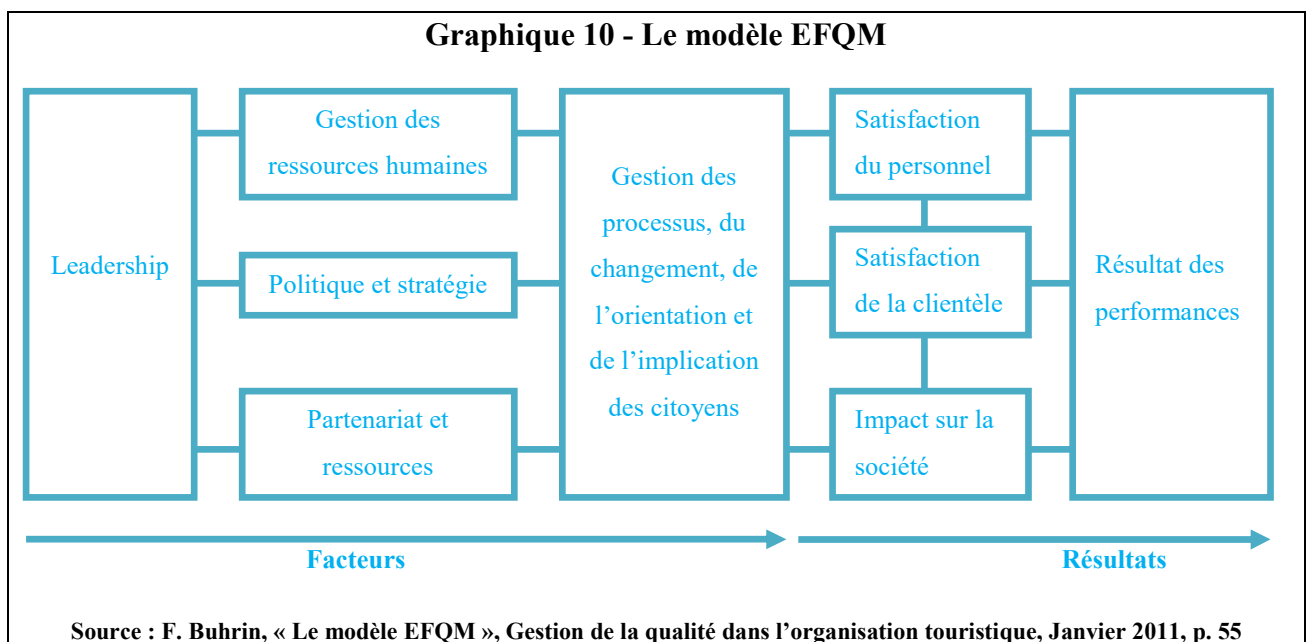 Graphique 10 - Le modèle EFQM
Leadership
Gestion des
ressources humaines
Politique et stratégie
Partenariat et
ressources
Gestion des
processus, du
changement, de
l’orientation et
de l’implication
des citoyens
Satisfaction
du personnel
Satisfaction
de la clientèle
Impact sur la
société
Résultat des
performances
Facteurs
Résultats
Source : F. Buhrin, « Le modèle EFQM », Gestion de la qualité dans l’organisation touristique, Janvier 2011, p. 55